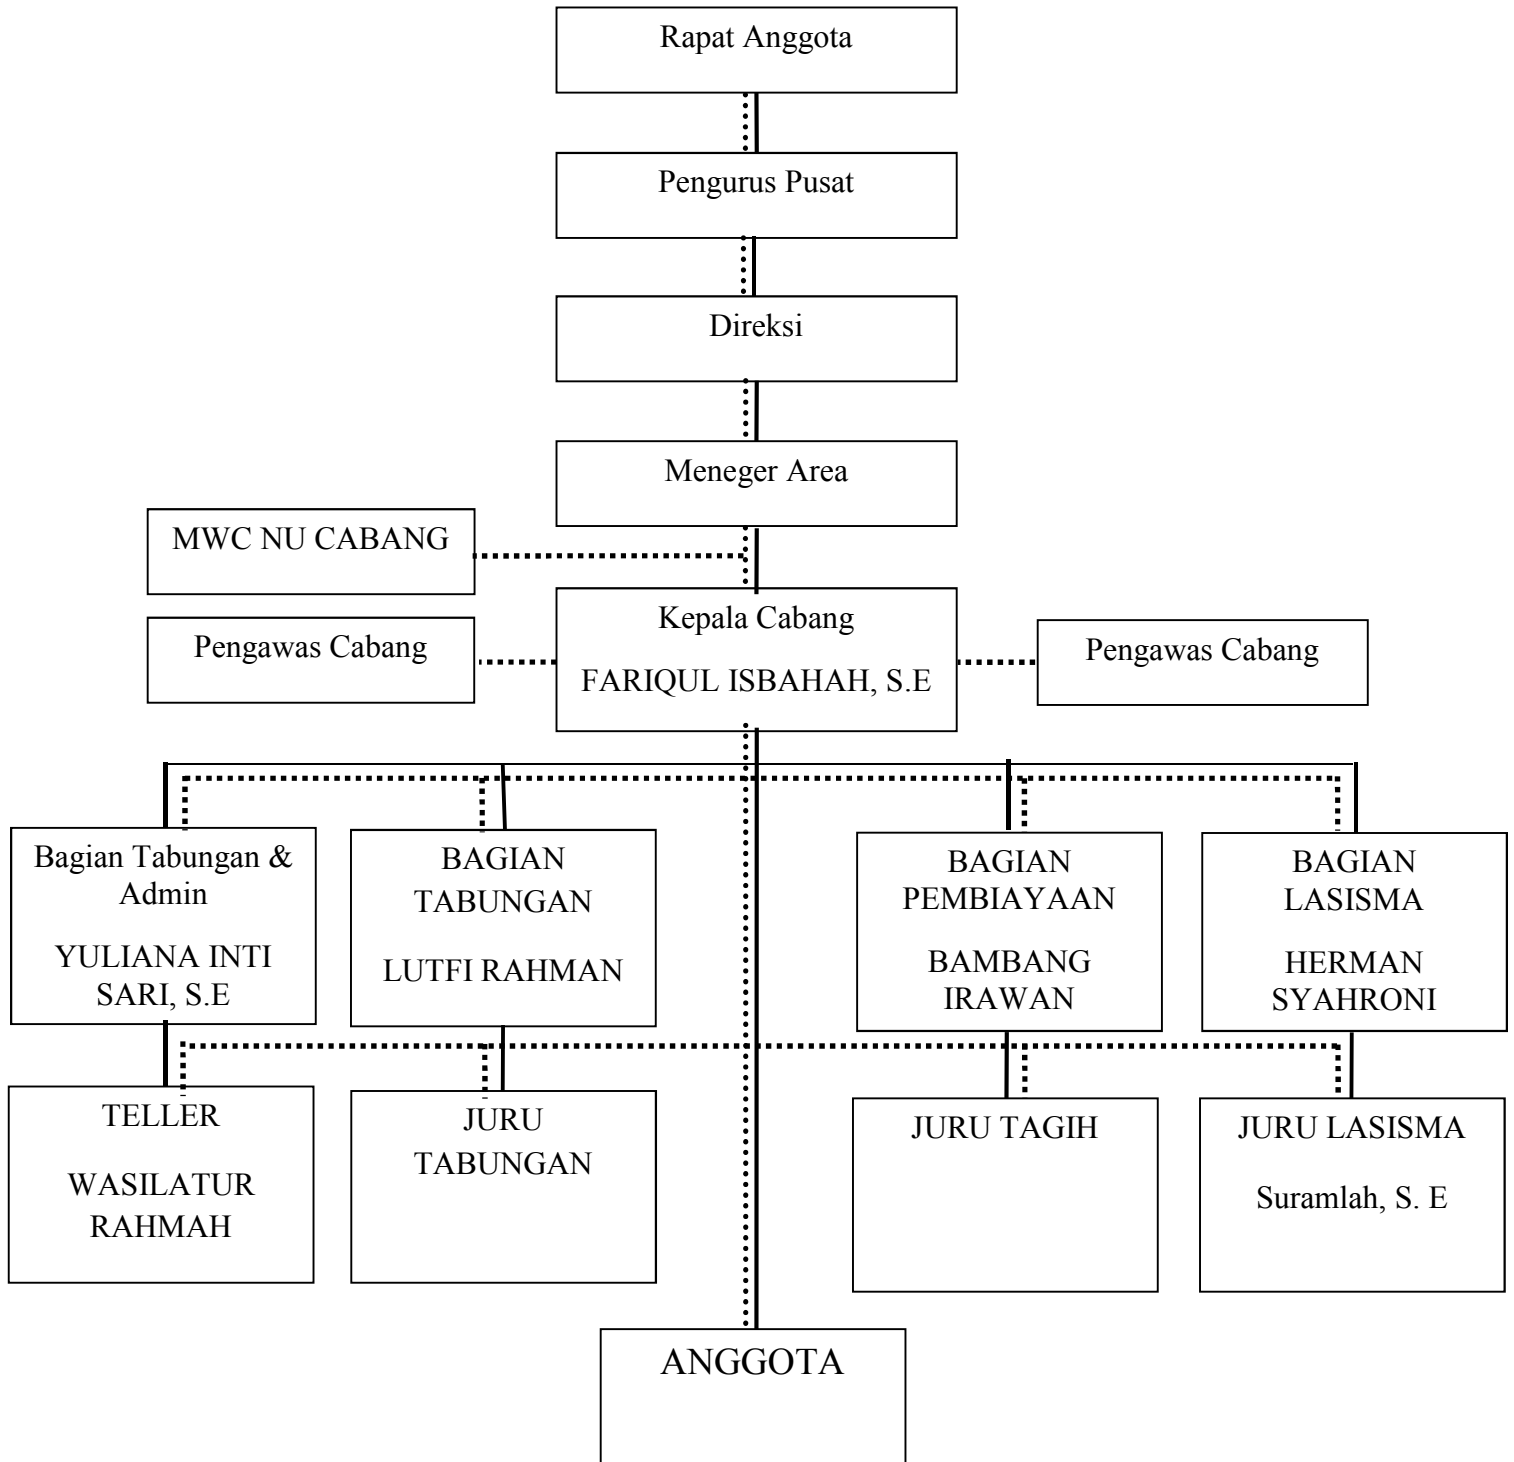 Rapat Anggota
Pengurus Pusat
Direksi
Meneger Area
MWC NU CABANG
Kepala Cabang
FARIQUL ISBAHAH, S.E
Pengawas Cabang
Pengawas Cabang
Bagian Tabungan &
Admin
YULIANA INTI
SARI, S.E
BAGIAN
TABUNGAN
LUTFI RAHMAN
BAGIAN
PEMBIAYAAN
BAMBANG
IRAWAN
BAGIAN
LASISMA
HERMAN
SYAHRONI
TELLER
WASILATUR
RAHMAH
JURU
TABUNGAN
JURU TAGIH
JURU LASISMA
Suramlah, S. E
ANGGOTA